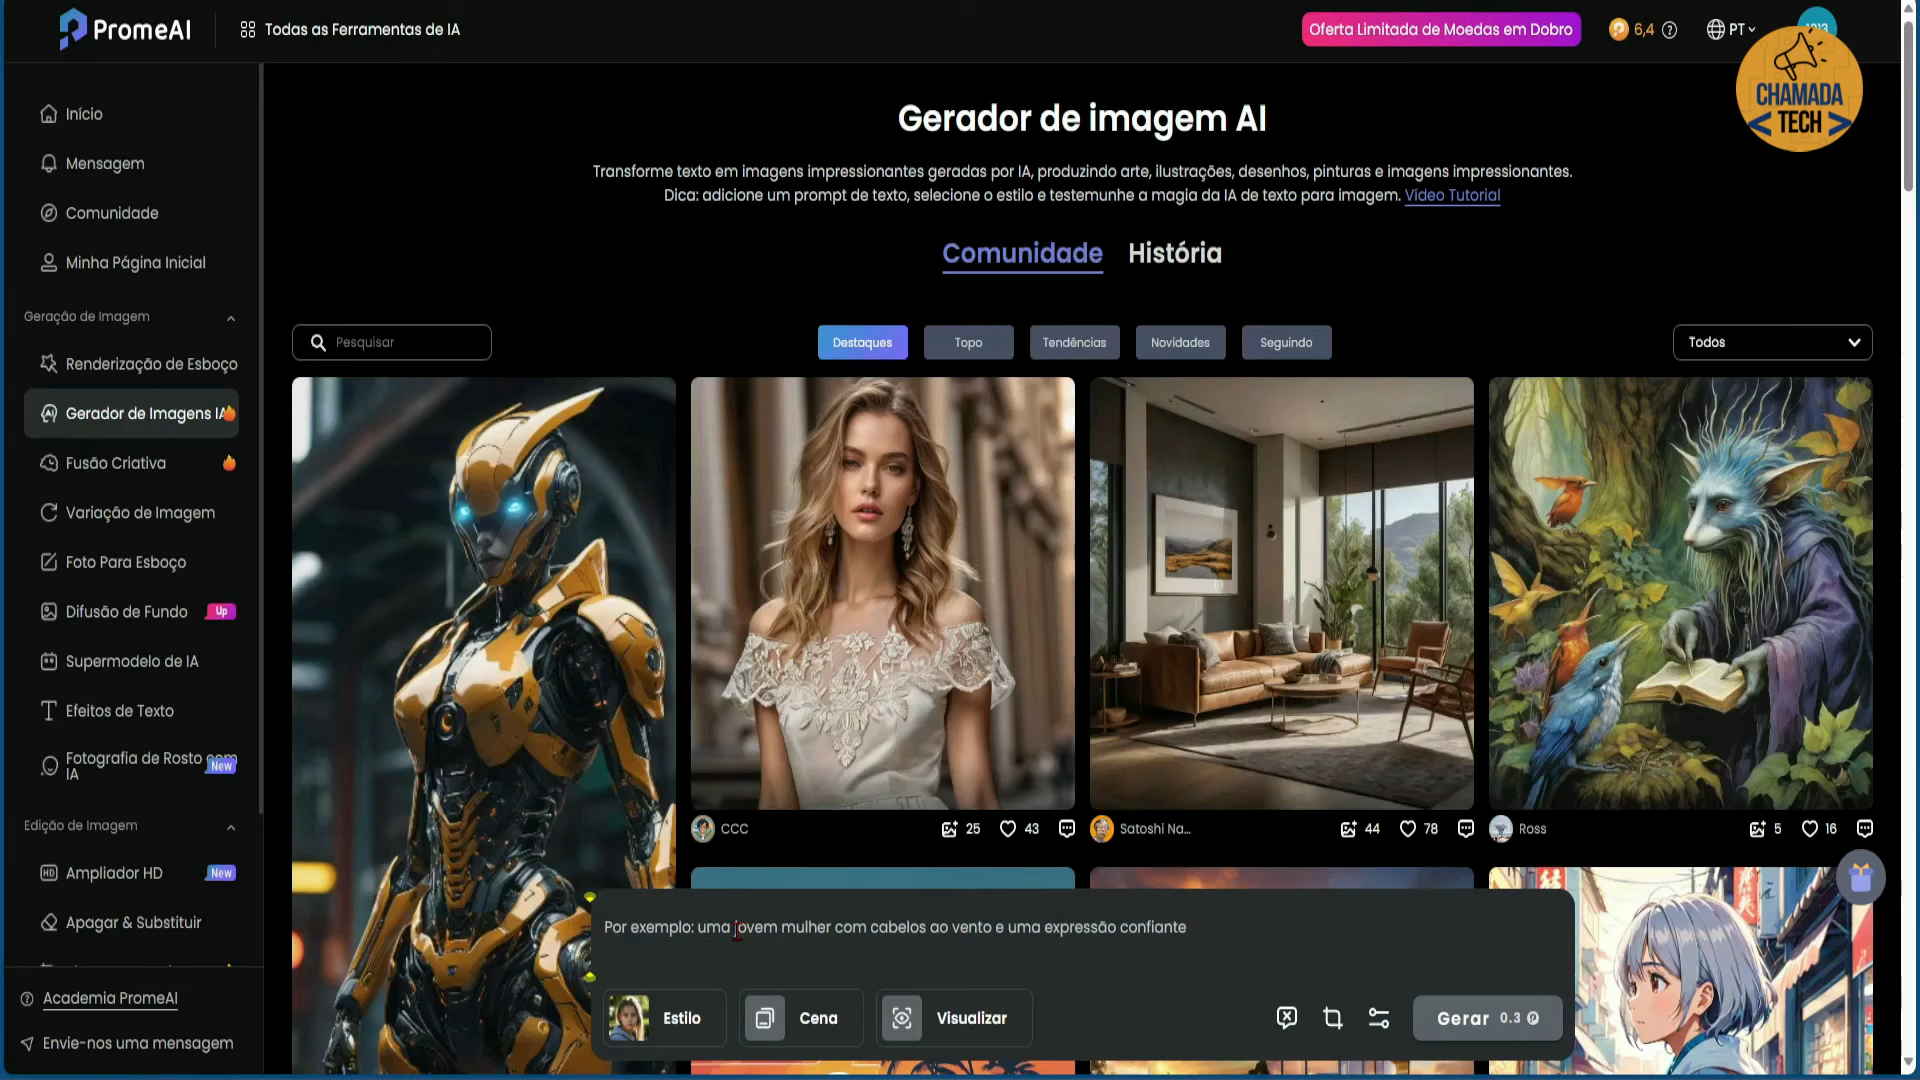 PromeAI
Todas as Ferramentas de IA
Oferta Limitada de Moedas em Dobro
6,4
PT
CHAMADA
< TECH >
Início
Mensagem
Comunidade
Minha Página Inicial
Geração de Imagem
Renderização de Esboço
Gerador de Imagens IA
Fusão Criativa
Variação de Imagem
Foto Para Esboço
Difusão de Fundo
Up
Supermodelo de IA
Efeitos de Texto
Fotografia de Rosto com
IA
New
Edição de Imagem
Ampliador HD
New
Apagar & Substituir
Academia PromeAI
Envie-nos uma mensagem
Gerador de imagem AI
Transforme texto em imagens impressionantes geradas por IA, produzindo arte, ilustrações, desenhos, pinturas e imagens impressionantes.
Dica: adicione um prompt de texto, selecione o estilo e testemunhe a magia da IA de texto para imagem. Vídeo Tutorial
Comunidade História
Pesquisar
Destaques
Topo
Tendências
Novidades
Seguindo
Todos
CCC 25 43
Satoshi Na... 44 78
Ross 5 16
Por exemplo: uma jovem mulher com cabelos ao vento e uma expressão confiante
Estilo
Cena
Visualizar
Gerar 0.3